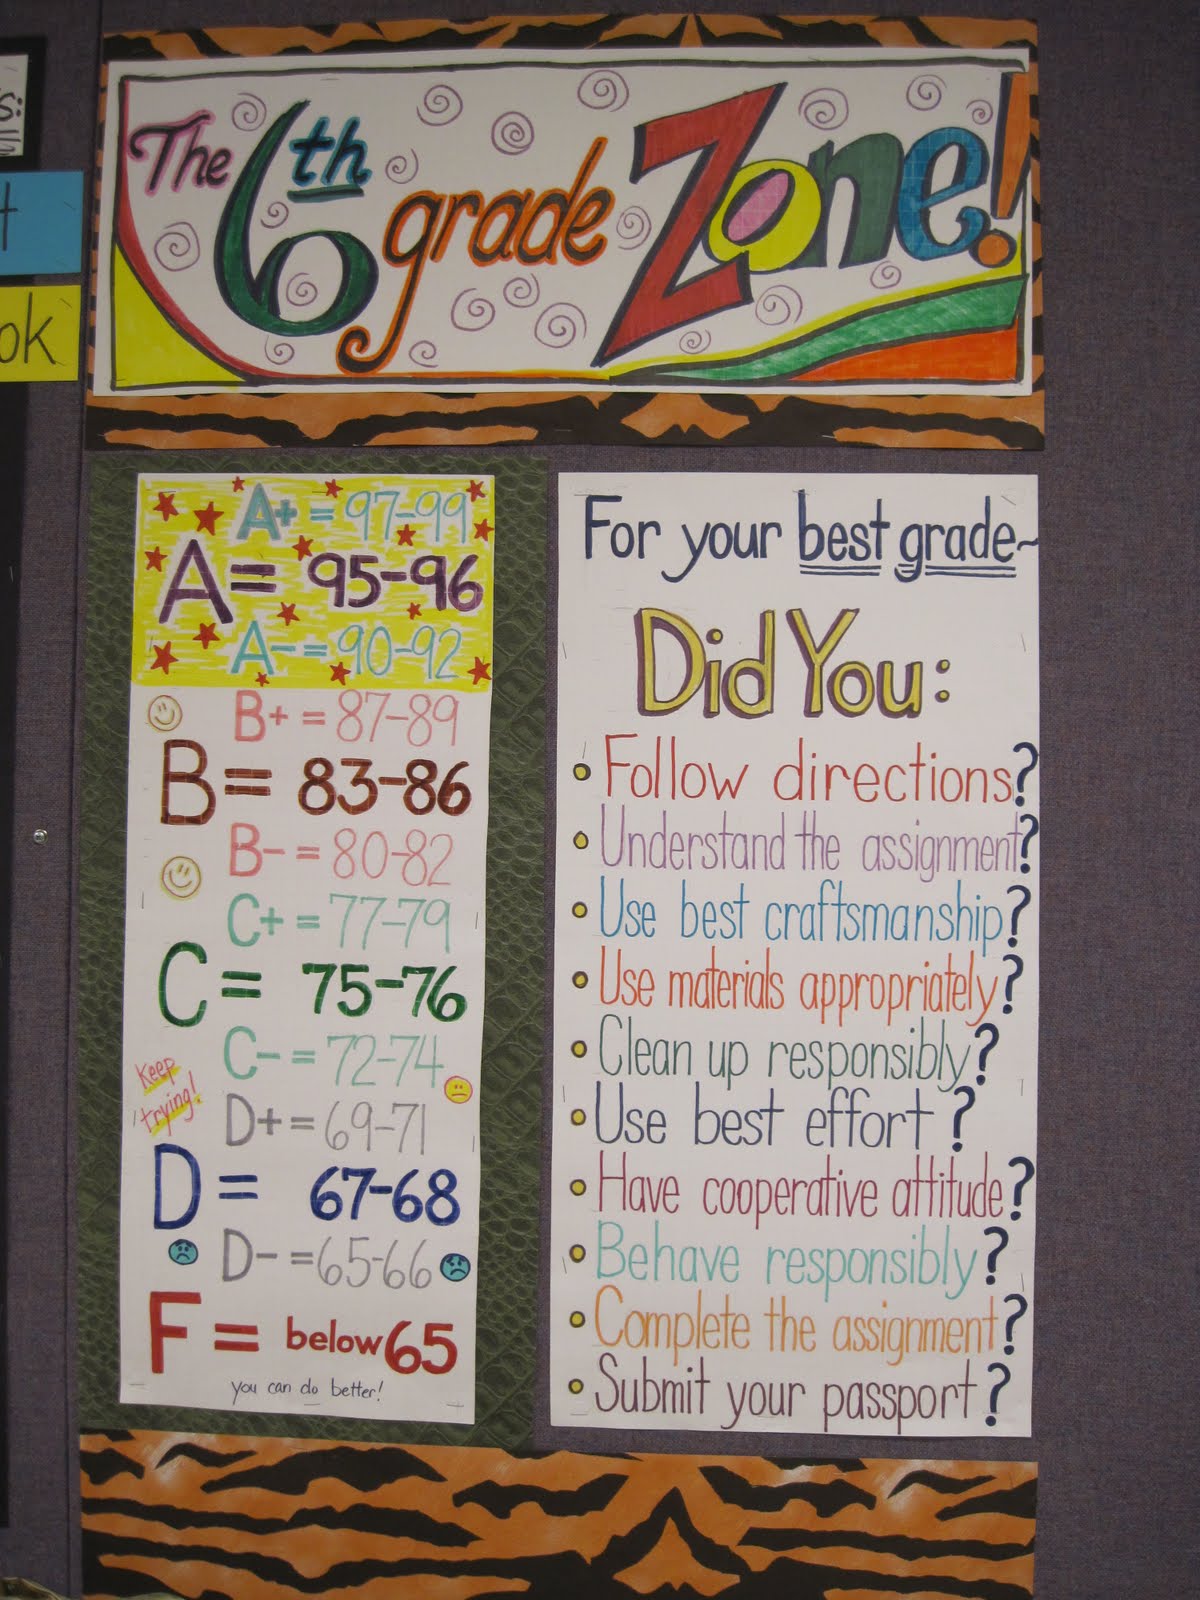 The 6th grade Zone!
A+ = 97-99
A = 95-96
A- = 90-92
B+ = 87-89
B = 83-86
B- = 80-82
C+ = 77-79
C = 75-76
C- = 72-74
Keep
trying!
D+ = 69-71
D = 67-68
D- = 65-66
F = below 65
you can do better!
For your best grade~
Did You:
• Follow directions?
• Understand the assignment?
• Use best craftsmanship?
• Use materials appropriately?
• Clean up responsibly?
• Use best effort?
• Have cooperative attitude?
• Behave responsibly?
• Complete the assignment?
• Submit your passport?
ok